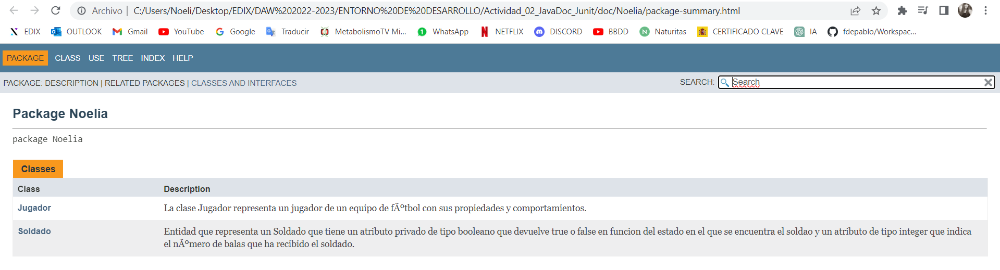 Archivo | C:/Users/Noeli/Desktop/EDIX/DAW%202022-2023/ENTORNO%20DE%20DESARROLLO/Actividad_02_JavaDoc_Junit/doc/Noelia/package-summary.html
EDIX OUTLOOK Gmail YouTube Google Traducir MetabolismoTV Mi... WhatsApp NETFLIX DISCORD BBDD Naturitas CERTIFICADO CLAVE IA fdepablo/Workspac...
PACKAGE CLASS USE TREE INDEX HELP
PACKAGE: DESCRIPTION | RELATED PACKAGES | CLASSES AND INTERFACES SEARCH: Search
Package Noelia
package Noelia
Classes
Class Description
Jugador La clase Jugador representa un jugador de un equipo de fÃºtbol con sus propiedades y comportamientos.
Soldado Entidad que representa un Soldado que tiene un atributo privado de tipo booleano que devuelve true o false en funcion del estado en el que se encuentra el soldao y un atributo de tipo integer que indica
el nÃºmero de balas que ha recibido el soldado.